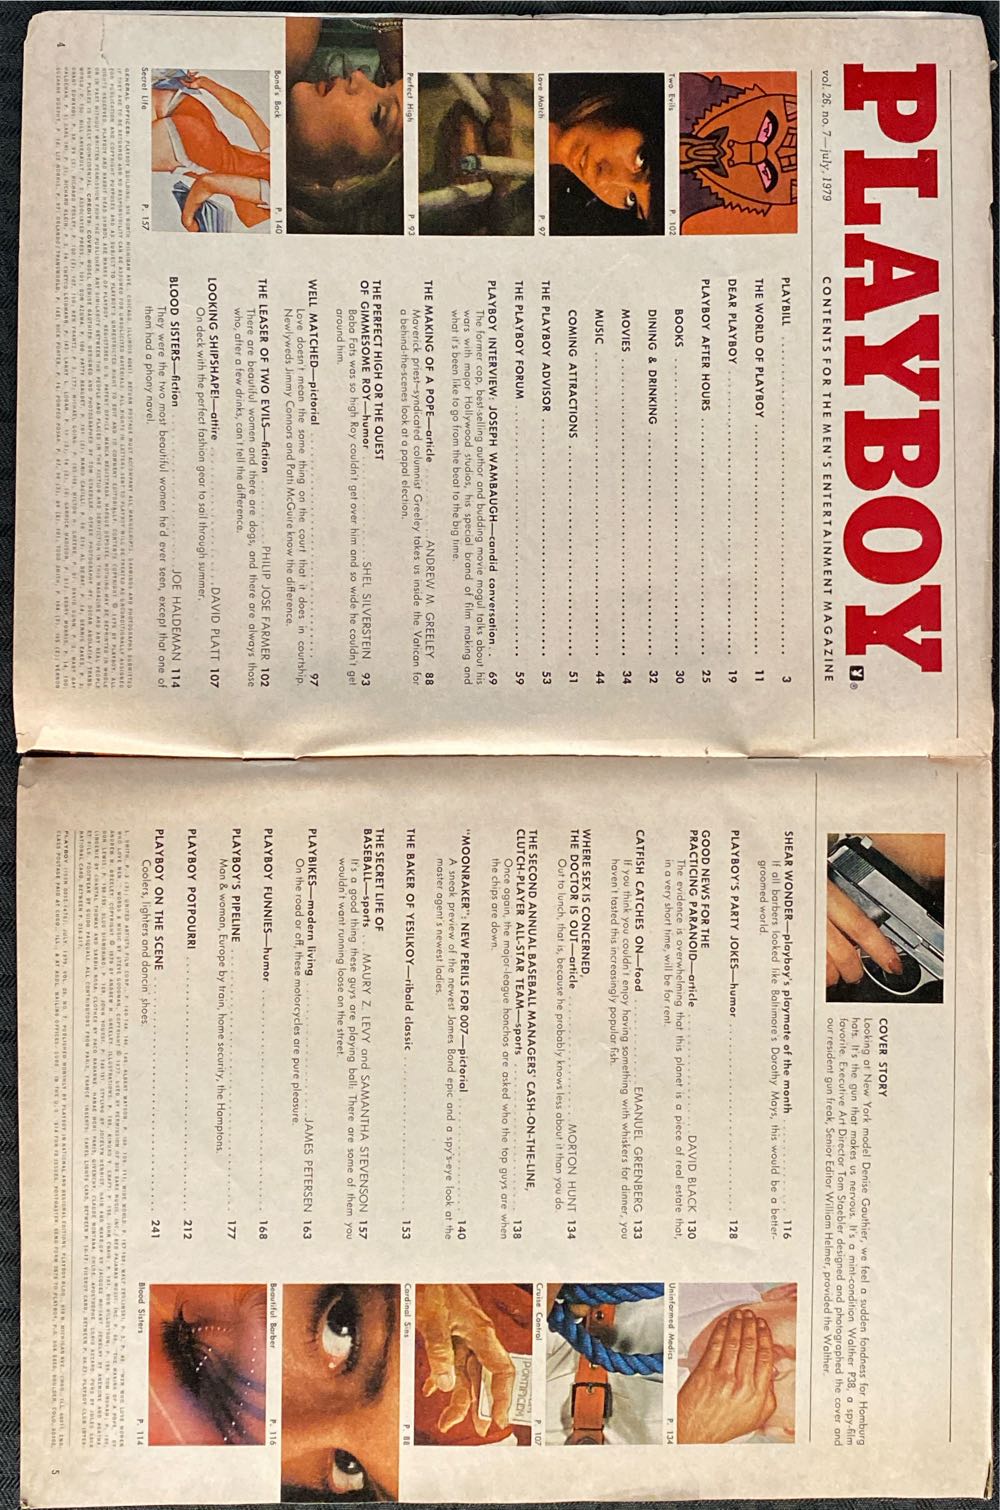 PLAYBOY
vol. 26, no. 7—july, 1979
CONTENTS FOR THE MEN'S ENTERTAINMENT MAGAZINE
PLAYBILL 3
THE WORLD OF PLAYBOY 11
DEAR PLAYBOY 19
PLAYBOY AFTER HOURS 25
BOOKS 30
DINING & DRINKING 32
MOVIES 34
MUSIC 44
COMING ATTRACTIONS 51
THE PLAYBOY ADVISOR 53
THE PLAYBOY FORUM 59
PLAYBOY INTERVIEW: JOSEPH WAMBAUGH—candid conversation 69
The former cop, best-selling author and budding movie mogul talks about his
wars with major Hollywood studios, his special brand of film making and
what it's been like to go from the beat to the big time.
THE MAKING OF A POPE—article ANDREW M. GREELEY 88
Maverick priest–syndicated columnist Greeley takes us inside the Vatican for
a behind-the-scenes look at a papal election.
THE PERFECT HIGH OR THE QUEST
OF GIMMESOME ROY—humor SHEL SILVERSTEIN 93
Baba Fats was so high Roy couldn't get over him and so wide he couldn't get
around him.
WELL MATCHED—pictorial 97
Love doesn't mean the same thing on the court that it does in courtship.
Newlyweds Jimmy Connors and Patti McGuire know the difference.
THE LEASER OF TWO EVILS—fiction PHILIP JOSE FARMER 102
There are beautiful women and there are dogs, and there are always those
who, after a few drinks, can't tell the difference.
LOOKING SHIPSHAPE!—attire DAVID PLATT 107
On deck with the perfect fashion gear to sail through summer.
BLOOD SISTERS—fiction JOE HALDEMAN 114
They were the two most beautiful women he'd ever seen, except that one of
them had a phony navel.
Two Evils P. 102
Love Match P. 97
Perfect High P. 93
Bond's Back P. 140
Secret Life P. 157
4
COVER STORY
Looking at New York model Denise Gauthier, we feel a sudden fondness for Homburg
hats. It's the gun that makes us nervous. It's a mint-condition Walther P38, a spy-film
favorite. Executive Art Director Tom Staebler designed and photographed the cover and
our resident gun freak, Senior Editor William Helmer, provided the Walther.
SHEAR WONDER—playboy's playmate of the month 116
If all barbers looked like Baltimore's Dorothy Mays, this would be a better-
groomed world.
PLAYBOY'S PARTY JOKES—humor 128
GOOD NEWS FOR THE
PRACTICING PARANOID—article DAVID BLACK 130
The evidence is overwhelming that this planet is a piece of real estate that,
in a very short time, will be for rent.
CATFISH CATCHES ON—food EMANUEL GREENBERG 133
If you think you couldn't enjoy having something with whiskers for dinner, you
haven't tasted this increasingly popular fish.
WHERE SEX IS CONCERNED,
THE DOCTOR IS OUT—article MORTON HUNT 134
Out to lunch, that is, because he probably knows less about it than you do.
THE SECOND ANNUAL BASEBALL MANAGERS' CASH-ON-THE-LINE,
CLUTCH-PLAYER ALL-STAR TEAM—sports 138
Once again, the major-league honchos are asked who the top guys are when
the chips are down.
"MOONRAKER": NEW PERILS FOR 007—pictorial 140
A sneak preview of the newest James Bond epic and a spy's-eye look at the
master agent's newest ladies.
THE BAKER OF YESILKOY—ribald classic 153
THE SECRET LIFE OF
BASEBALL—sports MAURY Z. LEVY and SAMANTHA STEVENSON 157
It's a good thing these guys are playing ball: There are some of them you
wouldn't want running loose on the street.
PLAYBIKES—modern living JAMES PETERSEN 163
On the road or off, these motorcycles are pure pleasure.
PLAYBOY FUNNIES—humor 168
PLAYBOY'S PIPELINE 177
Man & woman, Europe by train, home security, the Hamptons.
PLAYBOY POTPOURRI 212
PLAYBOY ON THE SCENE 241
Coolers, lighters and dancin' shoes.
Uninformed Medics P. 134
Cruise Control P. 107
PONTIFICEM
Cardinal Sins P. 88
Beautiful Barber P. 116
Blood Sisters P. 114
5